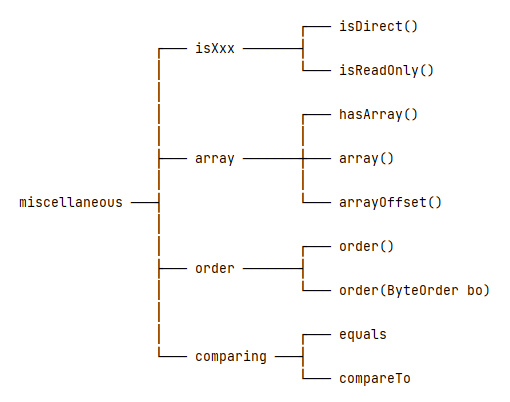 isDirect()
isXxx
isReadOnly()
hasArray()
array array()
miscellaneous arrayOffset()
order()
order
order(ByteOrder bo)
equals
comparing
compareTo